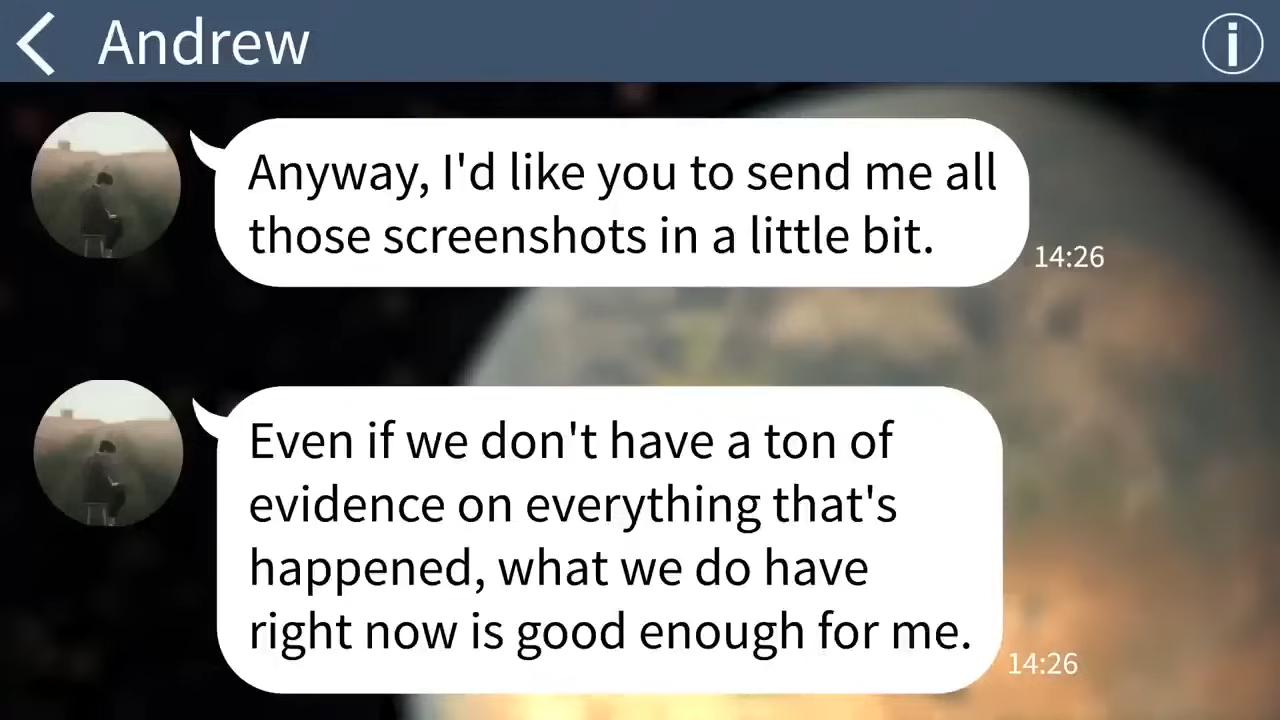 Andrew
Anyway, I'd like you to send me all
those screenshots in a little bit.
14:26
Even if we don't have a ton of
evidence on everything that's
happened, what we do have
right now is good enough for me.
14:26